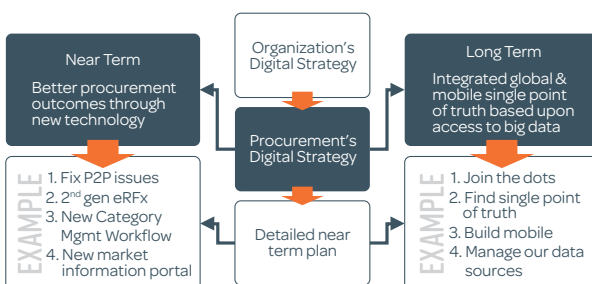 Near Term
Better procurement
outcomes through
new technology
EXAMPLE
1. Fix P2P issues
2. 2nd gen eRFx
3. New Category
Mgmt Workflow
4. New market
information portal
Organization's
Digital Strategy
Procurement's
Digital Strategy
Detailed near
term plan
Long Term
Integrated global &
mobile single point
of truth based upon
access to big data
EXAMPLE
1. Join the dots
2. Find single point
of truth
3. Build mobile
4. Manage our data
sources